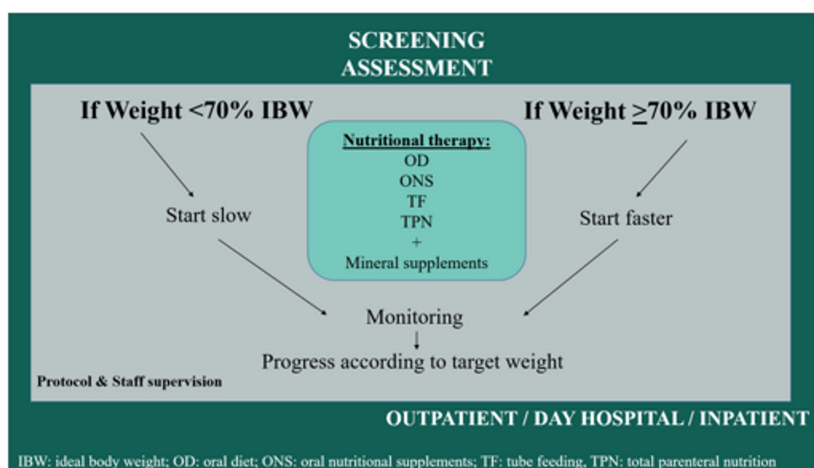 SCREENING
ASSESSMENT
If Weight <70% IBW
If Weight ≥70% IBW
Nutritional therapy:
OD
ONS
TF
TPN
+
Mineral supplements
Start slow
Start faster
Monitoring
Progress according to target weight
Protocol & Staff supervision
OUTPATIENT / DAY HOSPITAL / INPATIENT
IBW: ideal body weight; OD: oral diet; ONS: oral nutritional supplements; TF: tube feeding, TPN: total parenteral nutrition